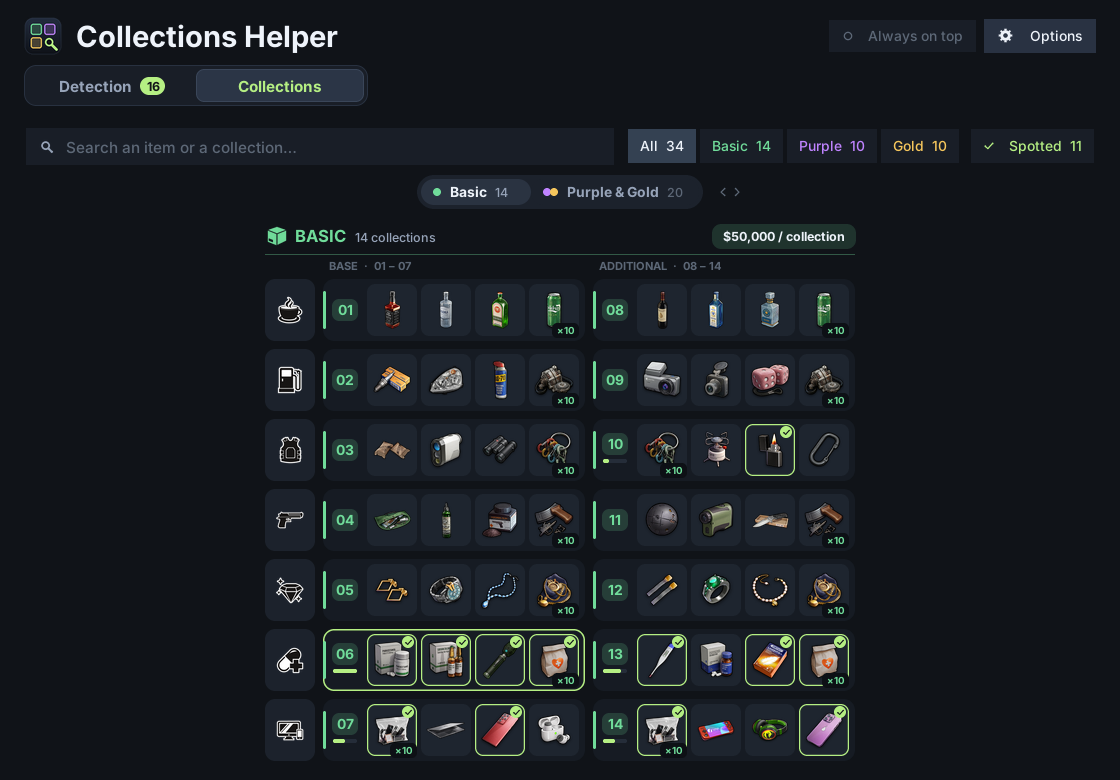 Collections Helper
Always on top
Options
Detection 16
Collections
Search an item or a collection...
All 34
Basic 14
Purple 10
Gold 10
Spotted 11
Basic 14
Purple & Gold 20
BASIC 14 collections
$50,000 / collection
BASE · 01 – 07
ADDITIONAL · 08 – 14
01 ×10
08 ×10
02 ×10
09 ×10
03 ×10
10 ×10
04 ×10
11 ×10
05 ×10
12 ×10
06 ×10
13 ×10
07 ×10
14 ×10